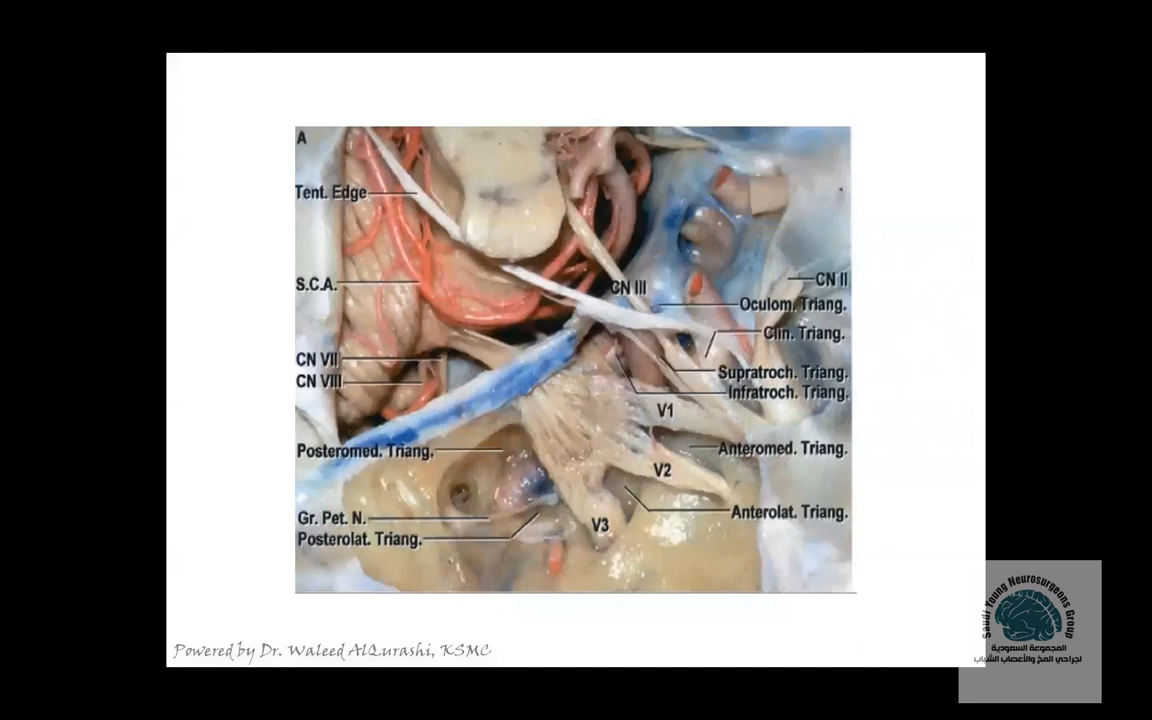 A
Tent. Edge
S.C.A.
CN III
CN II
Oculom. Triang.
Clin. Triang.
CN VII
CN VIII
Supratroch. Triang.
Infratroch. Triang.
V1
Posteromed. Triang.
Anteromed. Triang.
V2
Gr. Pet. N.
Anterolat. Triang.
V3
Posterolat. Triang.
Saudi Young Neurosurgeons Group
المجموعة السعودية
لجراحي المخ والأعصاب الشباب
Powered by Dr. Waleed AlQurashi, KSMC